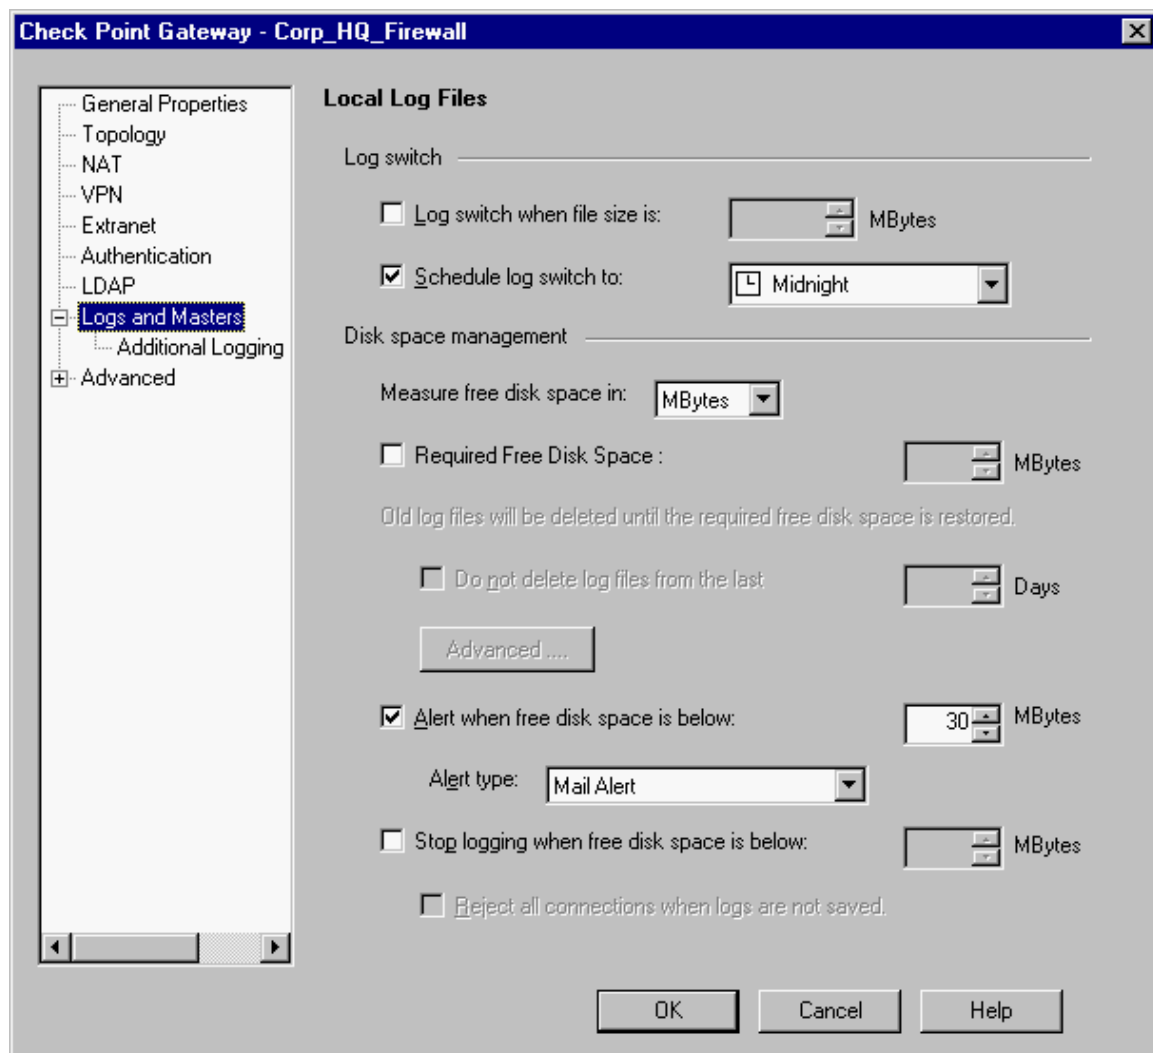 Check Point Gateway - Corp_HQ_Firewall
General Properties
Topology
NAT
VPN
Extranet
Authentication
LDAP
Logs and Masters
Additional Logging
Advanced
Local Log Files
Log switch
Log switch when file size is: MBytes
Schedule log switch to: Midnight
Disk space management
Measure free disk space in: MBytes
Required Free Disk Space : MBytes
Old log files will be deleted until the required free disk space is restored.
Do not delete log files from the last Days
Advanced ....
Alert when free disk space is below: 30 MBytes
Alert type: Mail Alert
Stop logging when free disk space is below: MBytes
Reject all connections when logs are not saved.
OK Cancel Help